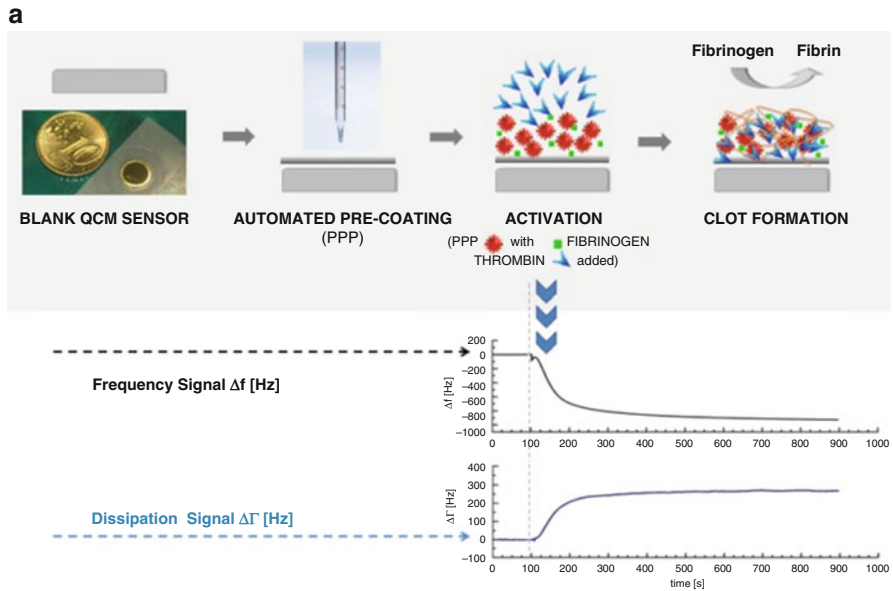 a
Fibrinogen Fibrin
10
BLANK QCM SENSOR
AUTOMATED PRE-COATING
(PPP)
ACTIVATION
(PPP with FIBRINOGEN
THROMBIN added)
CLOT FORMATION
Frequency Signal Δf [Hz]
Δf [Hz]
200
0
−200
−400
−600
−800
−1000
0 100 200 300 400 500 600 700 800 900 1000
Dissipation Signal ΔΓ [Hz]
ΔΓ [Hz]
400
300
200
100
0
−100
0 100 200 300 400 500 600 700 800 900 1000
time [s]